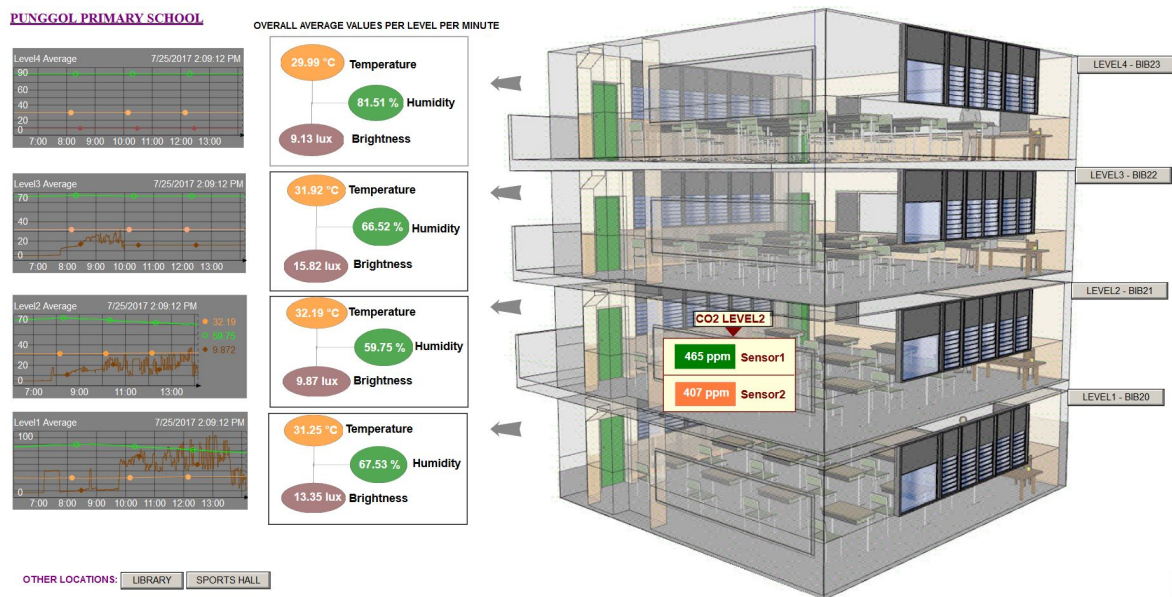 PUNGGOL PRIMARY SCHOOL
OVERALL AVERAGE VALUES PER LEVEL PER MINUTE
Level4 Average 7/25/2017 2:09:12 PM
90
80
60
40
20
0
7:00 8:00 9:00 10:00 11:00 12:00 13:00
29.99 °C Temperature
81.51 % Humidity
9.13 lux Brightness
LEVEL4 - BIB23
Level3 Average 7/25/2017 2:09:12 PM
70
40
20
0
7:00 8:00 9:00 10:00 11:00 12:00 13:00
31.92 °C Temperature
66.52 % Humidity
15.82 lux Brightness
LEVEL3 - BIB22
Level2 Average 7/25/2017 2:09:12 PM
70
40
20
0
7:00 9:00 11:00 13:00
32.19
59.75
9.872
32.19 °C Temperature
59.75 % Humidity
9.87 lux Brightness
LEVEL2 - BIB21
CO2 LEVEL2
465 ppm Sensor1
407 ppm Sensor2
Level1 Average 7/25/2017 2:09:12 PM
100
0
7:00 8:00 9:00 10:00 11:00 12:00 13:00
31.25 °C Temperature
67.53 % Humidity
13.35 lux Brightness
LEVEL1 - BIB20
OTHER LOCATIONS: LIBRARY SPORTS HALL